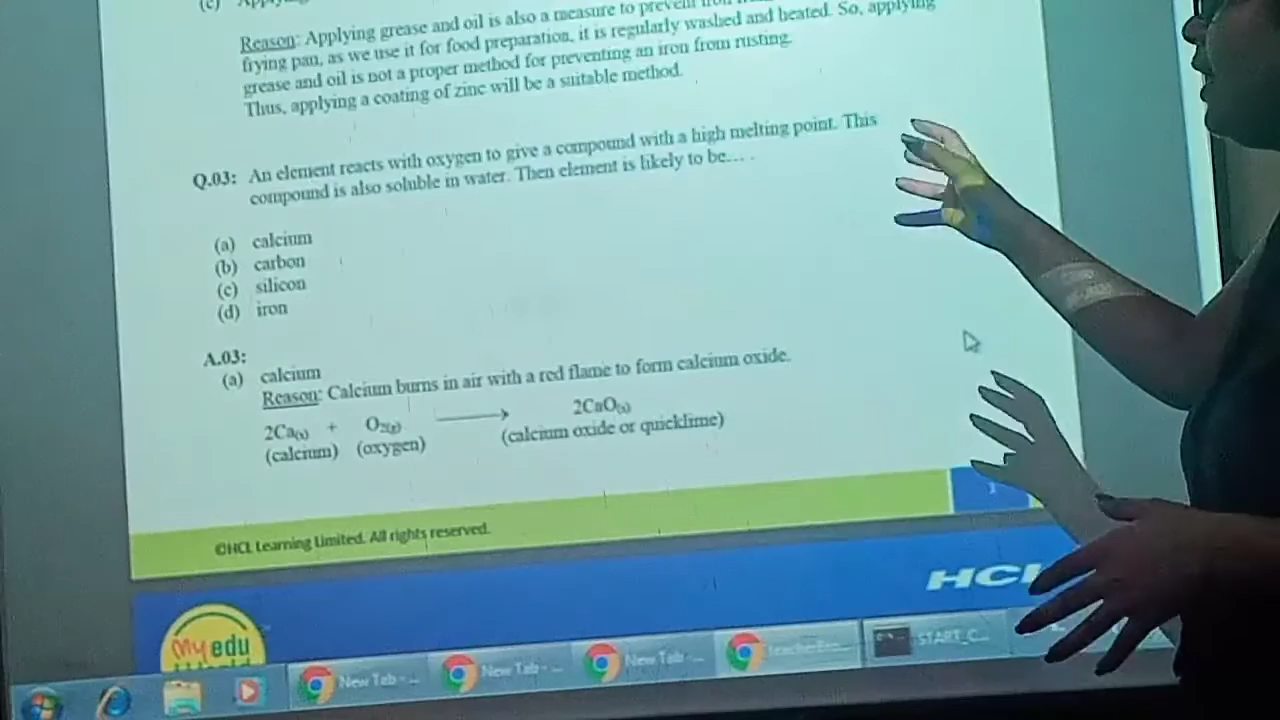 (c)
Reason: Applying grease and oil is also a measure to prevent
frying pan, as we use it for food preparation, it is regularly washed and heated. So, applying
grease and oil is not a proper method for preventing an iron from rusting.
Thus, applying a coating of zinc will be a suitable method.
Q.03: An element reacts with oxygen to give a compound with a high melting point. This
compound is also soluble in water. Then element is likely to be... .
(a) calcium
(b) carbon
(c) silicon
(d) iron
A.03:
(a) calcium
Reason: Calcium burns in air with a red flame to form calcium oxide.
2Ca(s) + O2(g) → 2CaO(s)
(calcium) (oxygen) (calcium oxide or quicklime)
©HCL Learning Limited. All rights reserved.
HCL
My edu
New Tab - ... New Tab - ... New Tab - ... START_C...